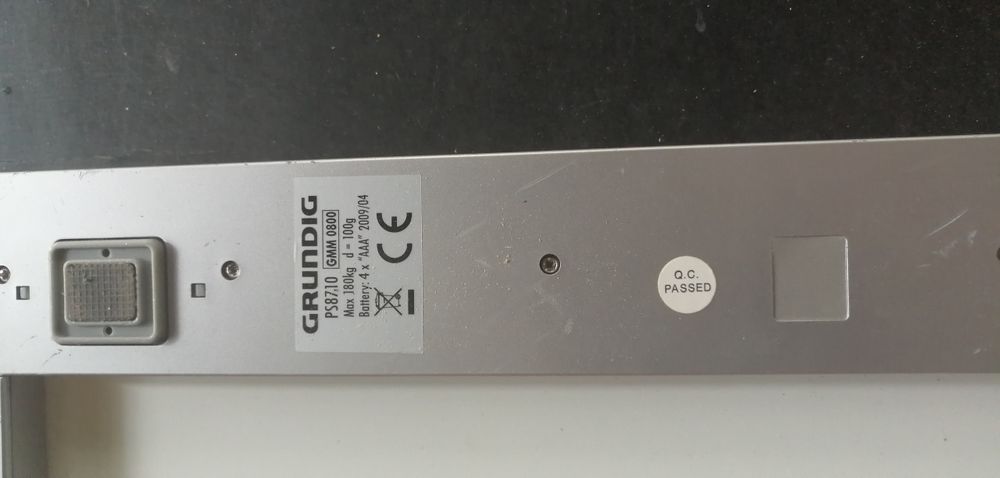 GRUNDIG
PS8710 GMM 0800
Max 180kg d = 100g
Battery: 4 x "AAA" 2009/04
CE
Q.C.
PASSED